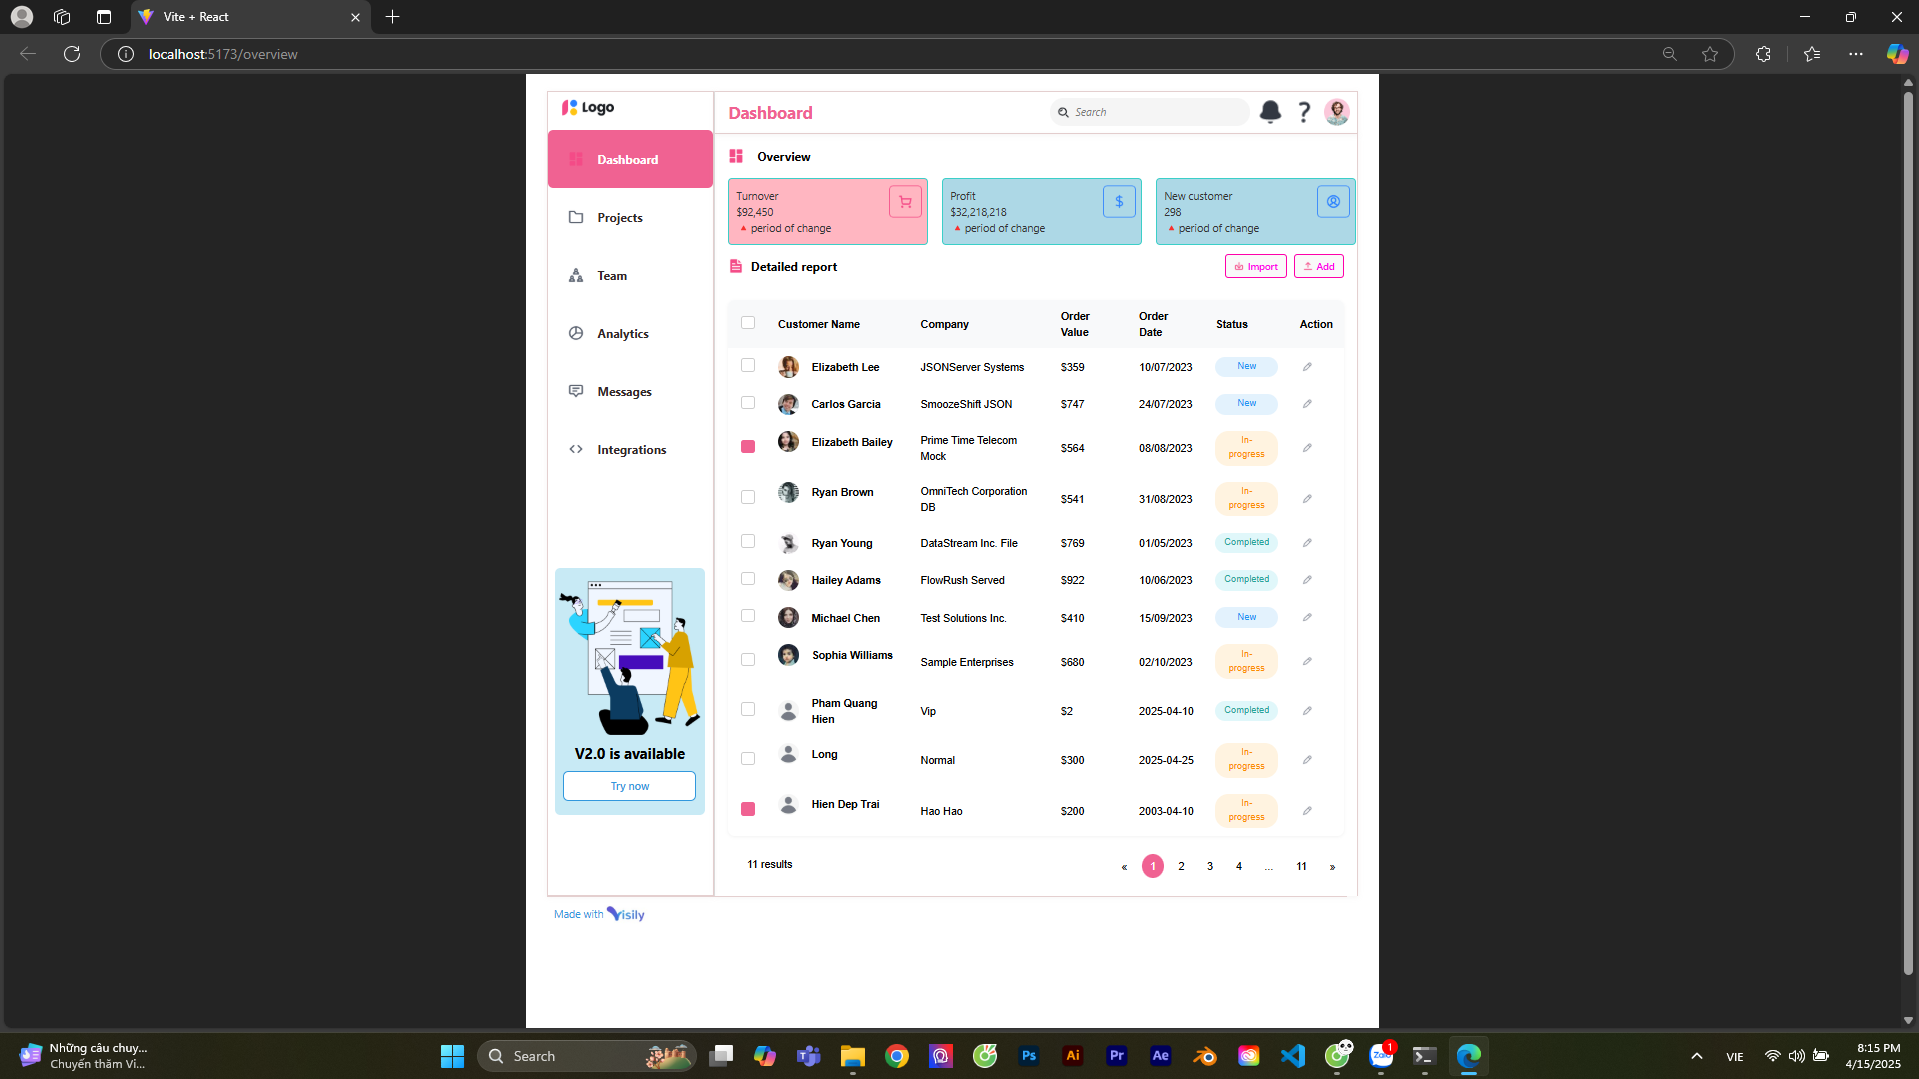 Vite + React
localhost:5173/overview
Logo
Dashboard
Search
Dashboard
Projects
Team
Analytics
Messages
Integrations
V2.0 is available
Try now
Overview
Turnover
$92,450
period of change
Profit
$32,218,218
period of change
$
New customer
298
period of change
Detailed report
Import
Add
Customer Name Company Order Value Order Date Status Action
Elizabeth Lee JSONServer Systems $359 10/07/2023 New
Carlos Garcia SmoozeShift JSON $747 24/07/2023 New
Elizabeth Bailey Prime Time Telecom Mock $564 08/08/2023 In-progress
Ryan Brown OmniTech Corporation DB $541 31/08/2023 In-progress
Ryan Young DataStream Inc. File $769 01/05/2023 Completed
Hailey Adams FlowRush Served $922 10/06/2023 Completed
Michael Chen Test Solutions Inc. $410 15/09/2023 New
Sophia Williams Sample Enterprises $680 02/10/2023 In-progress
Pham Quang Hien Vip $2 2025-04-10 Completed
Long Normal $300 2025-04-25 In-progress
Hien Dep Trai Hao Hao $200 2003-04-10 In-progress
11 results
« 1 2 3 4 ... 11 »
Made with Visily
Những câu chuy...
Chuyến thăm Vi...
Search
Ps
Ai
Pr
Ae
Zalo
1
VIE
8:15 PM
4/15/2025